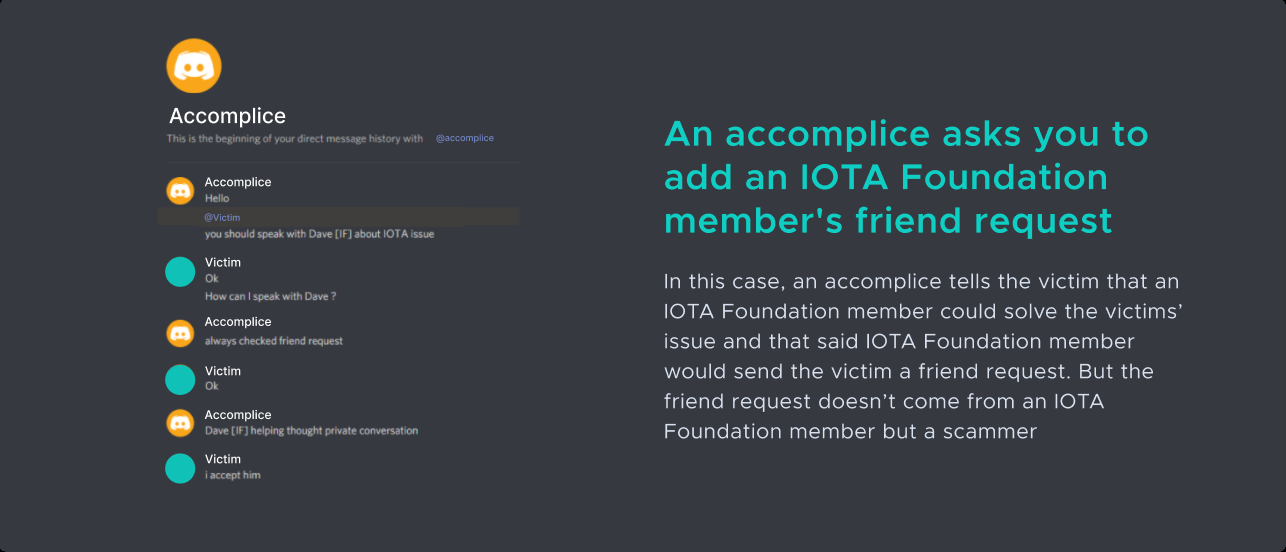 Accomplice
This is the beginning of your direct message history with @accomplice
Accomplice
Hello
@Victim
you should speak with Dave [IF] about IOTA issue
Victim
Ok
How can I speak with Dave ?
Accomplice
always checked friend request
Victim
Ok
Accomplice
Dave [IF] helping thought private conversation
Victim
i accept him
An accomplice asks you to
add an IOTA Foundation
member's friend request
In this case, an accomplice tells the victim that an
IOTA Foundation member could solve the victims’
issue and that said IOTA Foundation member
would send the victim a friend request. But the
friend request doesn’t come from an IOTA
Foundation member but a scammer